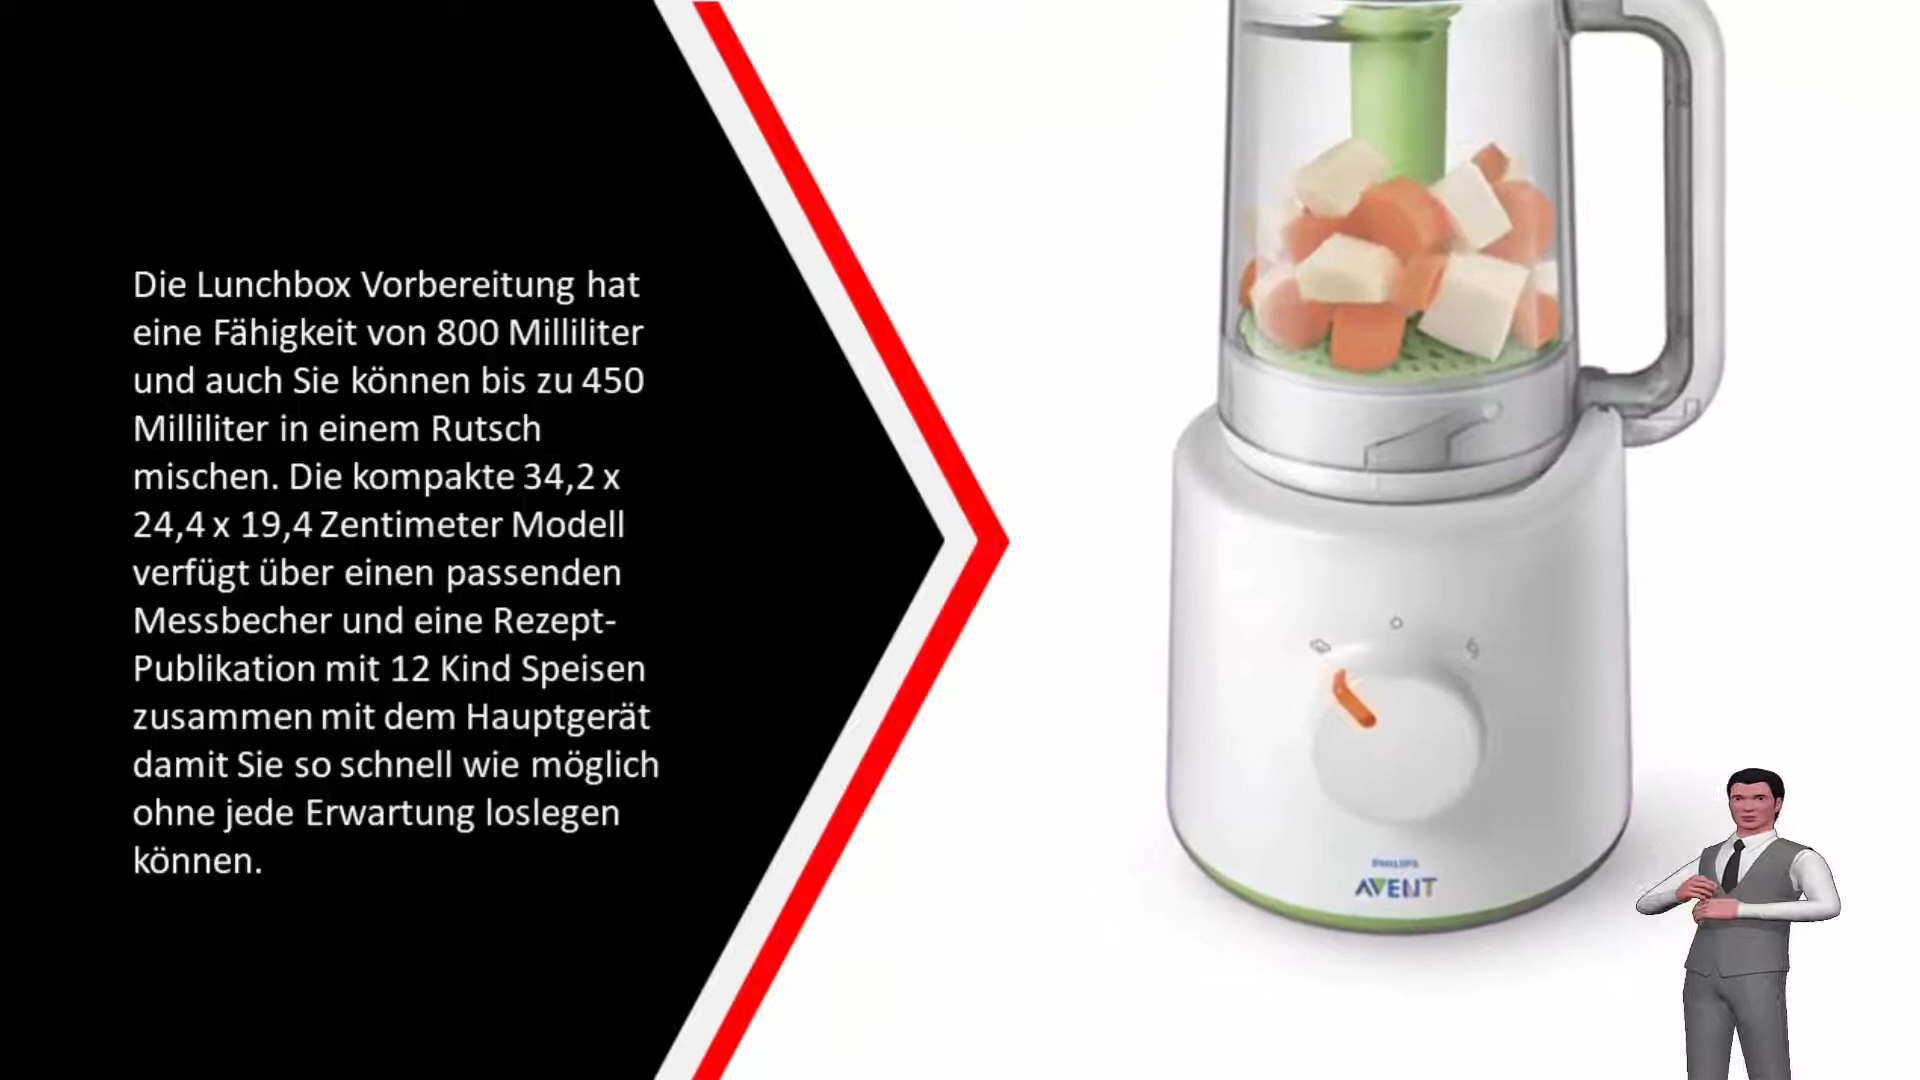 Die Lunchbox Vorbereitung hat
eine Fähigkeit von 800 Milliliter
und auch Sie können bis zu 450
Milliliter in einem Rutsch
mischen. Die kompakte 34,2 x
24,4 x 19,4 Zentimeter Modell
verfügt über einen passenden
Messbecher und eine Rezept-
Publikation mit 12 Kind Speisen
zusammen mit dem Hauptgerät
damit Sie so schnell wie möglich
ohne jede Erwartung loslegen
können.
PHILIPS
AVENT